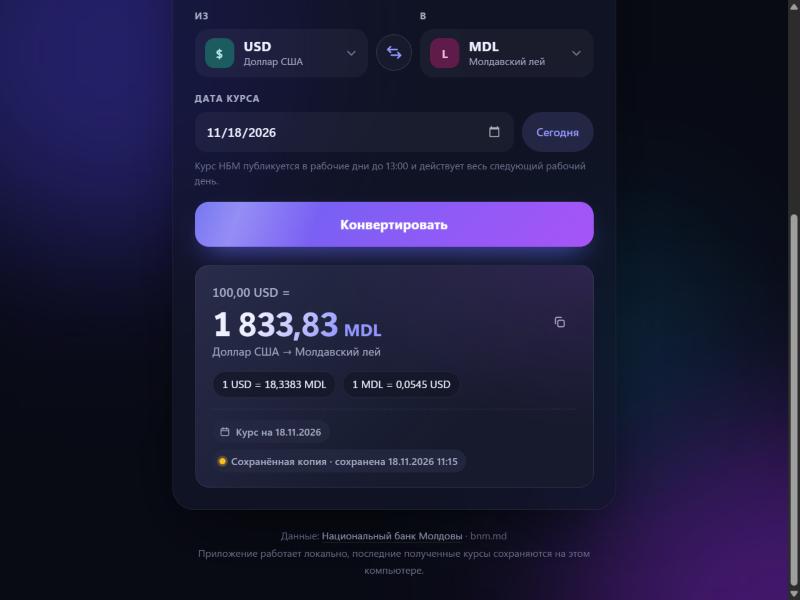 ИЗ
В
$
USD
Доллар США
L
MDL
Молдавский лей
ДАТА КУРСА
11/18/2026
Сегодня
Курс НБМ публикуется в рабочие дни до 13:00 и действует весь следующий рабочий
день.
Конвертировать
100,00 USD =
1 833,83 MDL
Доллар США → Молдавский лей
1 USD = 18,3383 MDL
1 MDL = 0,0545 USD
Курс на 18.11.2026
Сохранённая копия · сохранена 18.11.2026 11:15
Данные: Национальный банк Молдовы · bnm.md
Приложение работает локально, последние полученные курсы сохраняются на этом
компьютере.